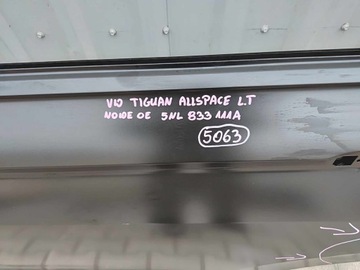 VW TIGUAN ALLSPACE L.T
NOWE OE 5NL 833 111A
5063